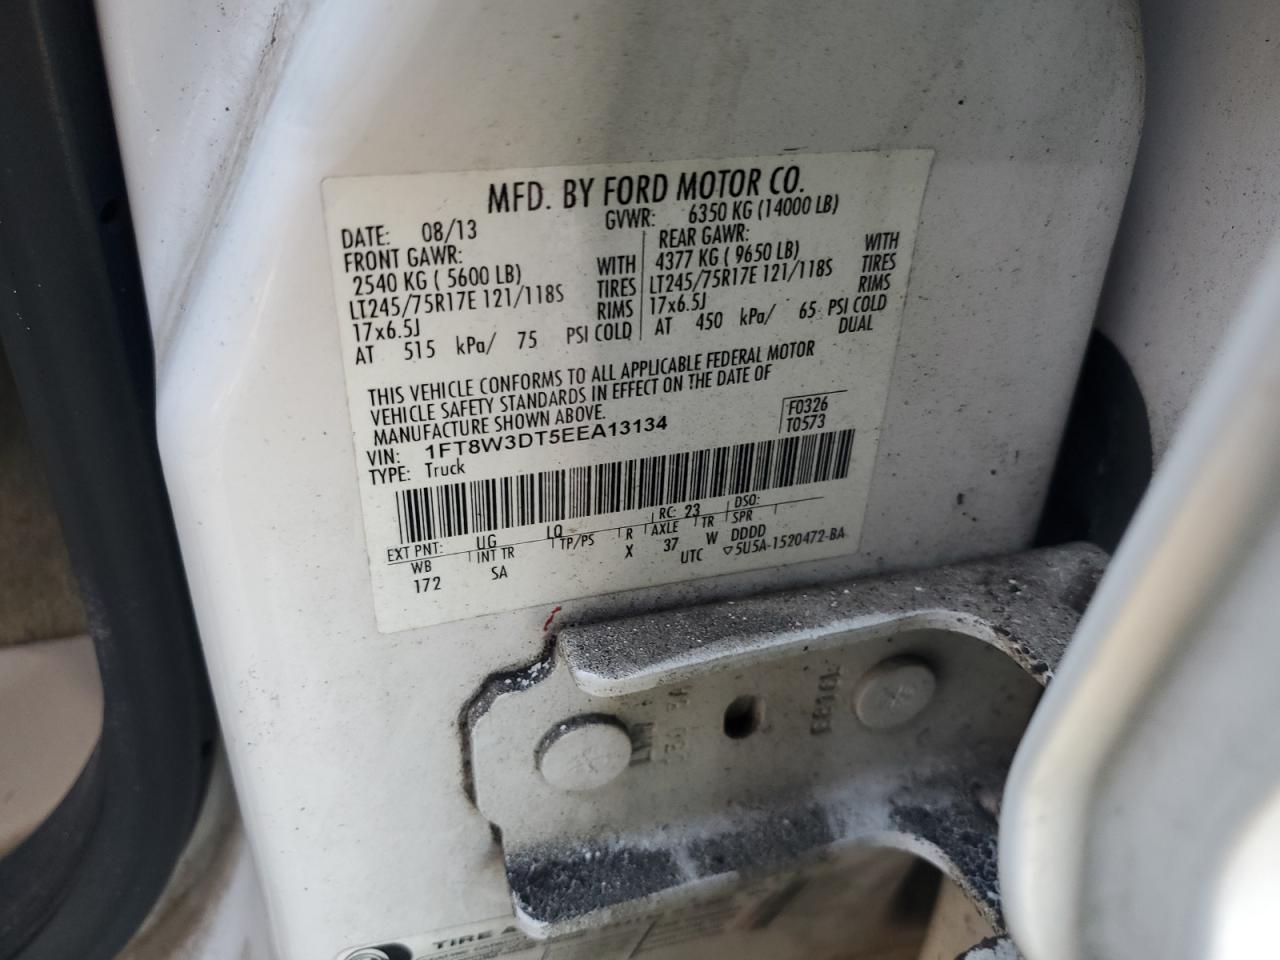 MFD. BY FORD MOTOR CO.
DATE: 08/13 GVWR: 6350 KG (14000 LB)
FRONT GAWR: REAR GAWR:
2540 KG ( 5600 LB) WITH 4377 KG ( 9650 LB) WITH
LT245/75R17E 121/118S TIRES LT245/75R17E 121/118S TIRES
17x6.5J RIMS 17x6.5J RIMS
AT 515 kPa/ 75 PSI COLD AT 450 kPa/ 65 PSI COLD
DUAL
THIS VEHICLE CONFORMS TO ALL APPLICABLE FEDERAL MOTOR
VEHICLE SAFETY STANDARDS IN EFFECT ON THE DATE OF
MANUFACTURE SHOWN ABOVE.
VIN: 1FT8W3DT5EEA13134 F0326
TYPE: Truck T0573
EXT PNT: UG LQ RC: 23 DSO:
WB INT TR TP/PS R AXLE TR SPR
172 SA X 37 W DDDD
UTC ▽5U5A-1520472-BA
TIRE A